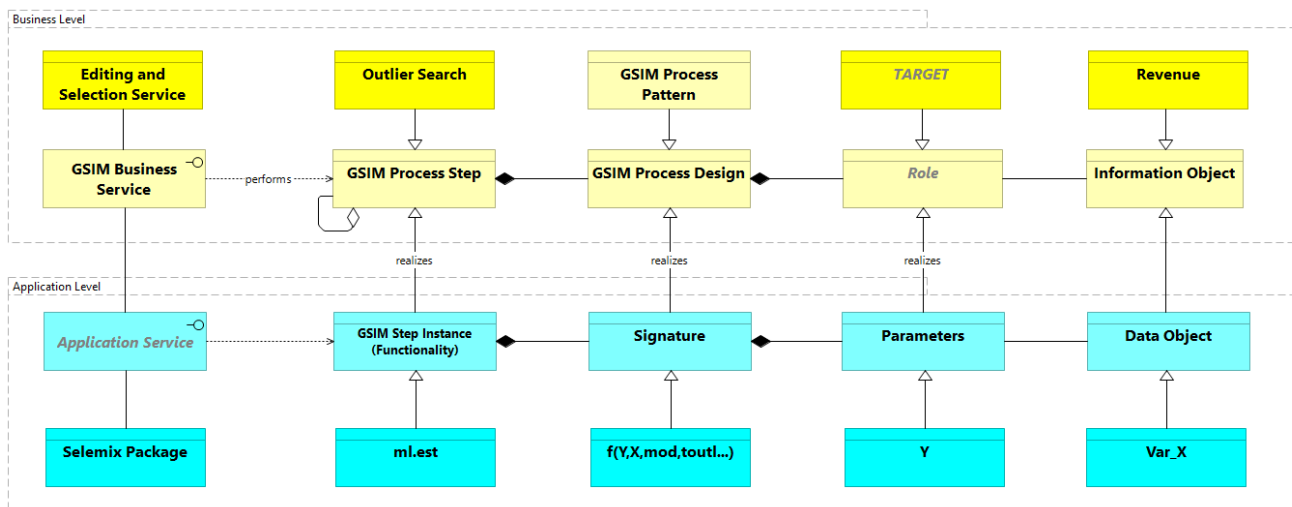 Business Level
Editing and
Selection Service
Outlier Search
GSIM Process
Pattern
TARGET
Revenue
GSIM Business
Service
performs
GSIM Process Step
GSIM Process Design
Role
Information Object
realizes
realizes
realizes
Application Level
Application Service
GSIM Step Instance
(Functionality)
Signature
Parameters
Data Object
Selemix Package
ml.est
f(Y,X,mod,toutl...)
Y
Var_X